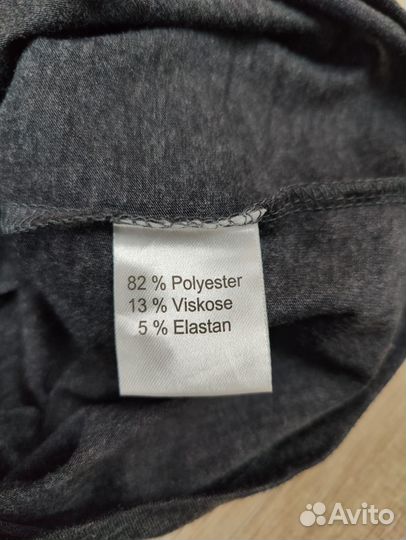 82 % Polyester
13 % Viskose
5 % Elastan
Avito